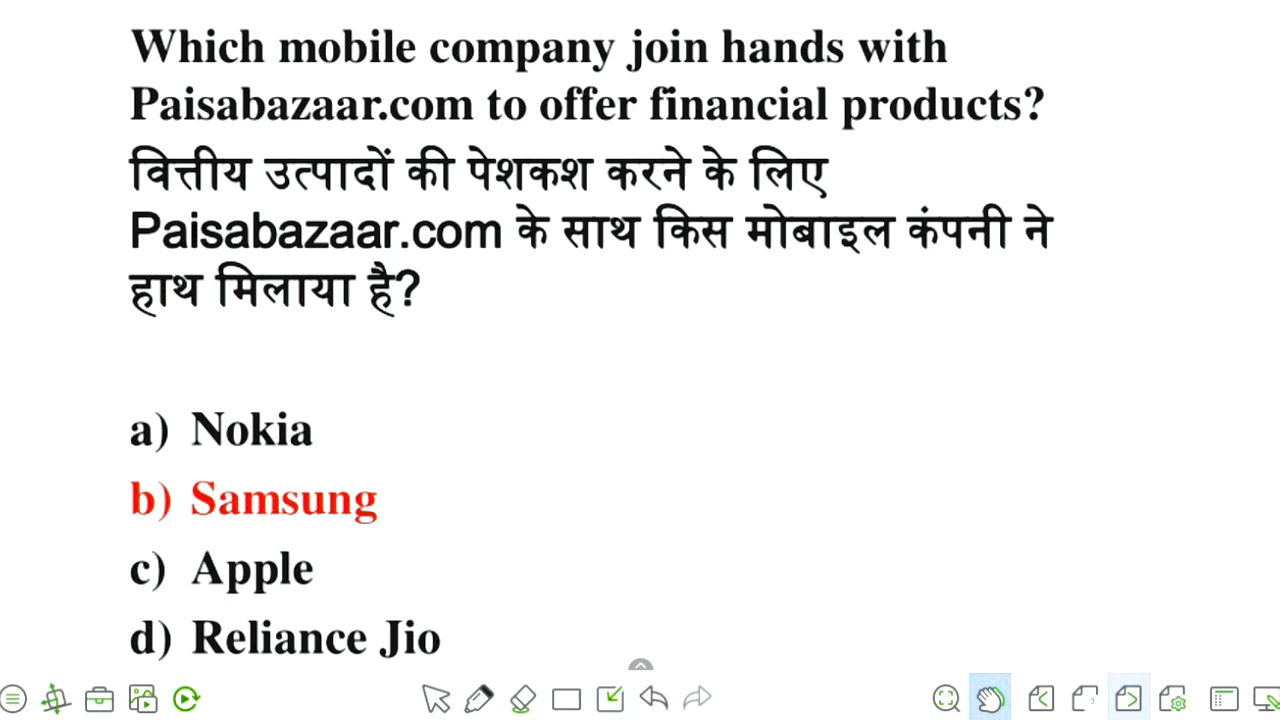 Which mobile company join hands with
Paisabazaar.com to offer financial products?
वित्तीय उत्पादों की पेशकश करने के लिए
Paisabazaar.com के साथ किस मोबाइल कंपनी ने
हाथ मिलाया है?
a) Nokia
b) Samsung
c) Apple
d) Reliance Jio